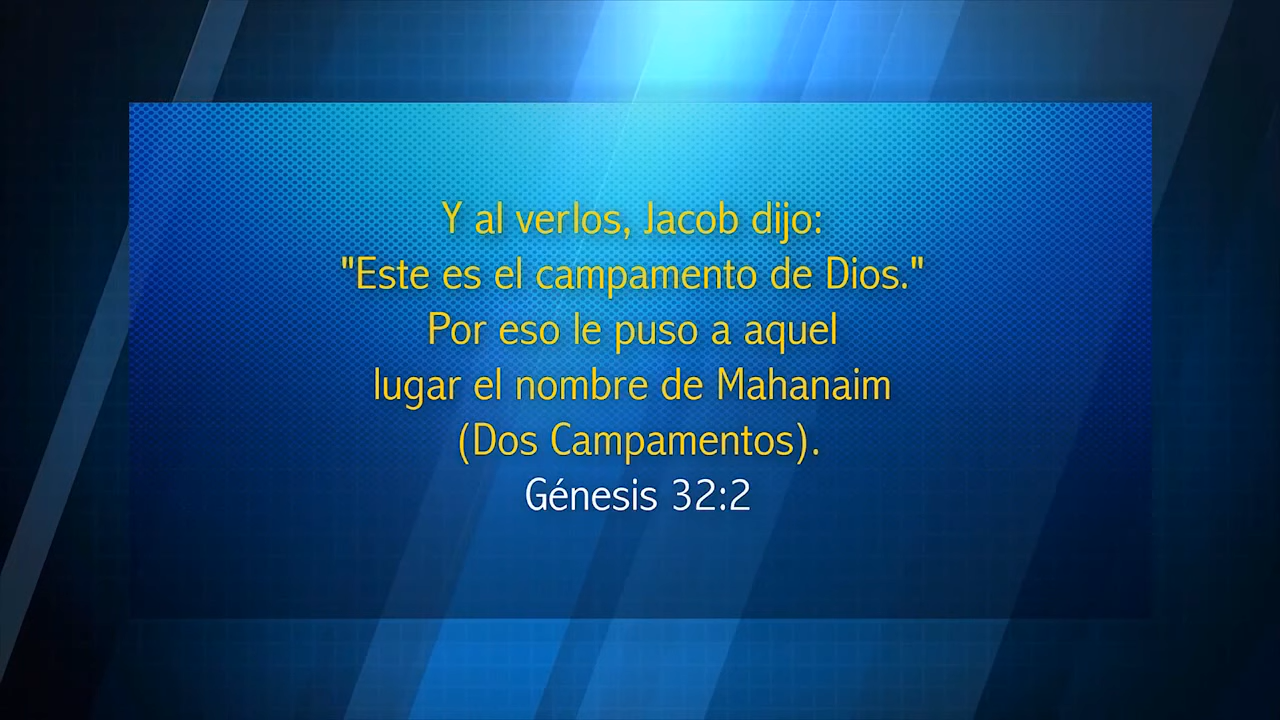 Y al verlos, Jacob dijo:
"Este es el campamento de Dios."
Por eso le puso a aquel
lugar el nombre de Mahanaim
(Dos Campamentos).
Génesis 32:2